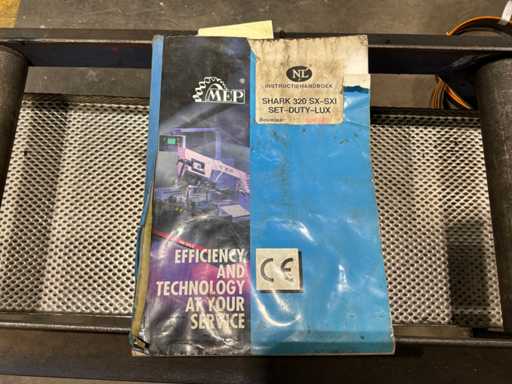 MEP
NL
INSTRUCTIEHANDBOEK
SHARK 320 SX-SXI
SET-DUTY-LUX
EFFICIENCY,
AND
TECHNOLOGY
AT YOUR
SERVICE
CE